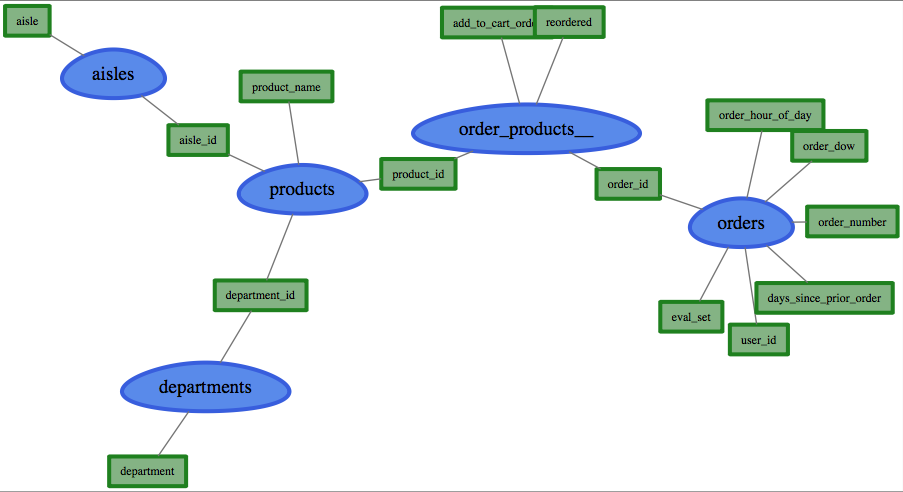 aisle
add_to_cart_orde
reordered
aisles
product_name
order_hour_of_day
order_products__
aisle_id
order_dow
product_id
order_id
products
order_number
orders
department_id
days_since_prior_order
eval_set
user_id
departments
department